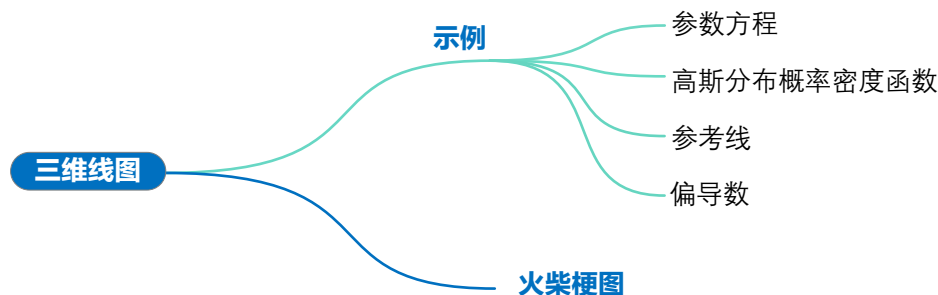 参数方程
示例
高斯分布概率密度函数
参考线
三维线图
偏导数
火柴梗图